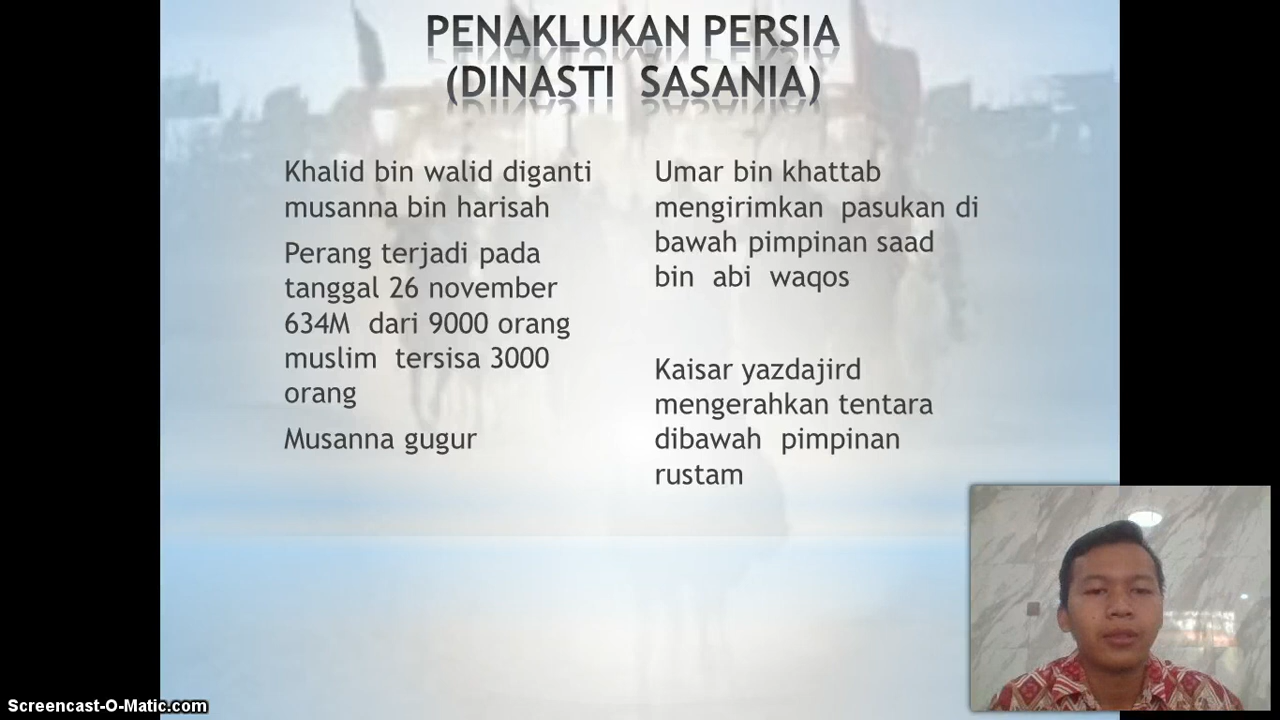 PENAKLUKAN PERSIA
(DINASTI SASANIA)
Khalid bin walid diganti
musanna bin harisah
Perang terjadi pada
tanggal 26 november
634M dari 9000 orang
muslim tersisa 3000
orang
Musanna gugur
Umar bin khattab
mengirimkan pasukan di
bawah pimpinan saad
bin abi waqos
Kaisar yazdajird
mengerahkan tentara
dibawah pimpinan
rustam
Screencast-O-Matic.com